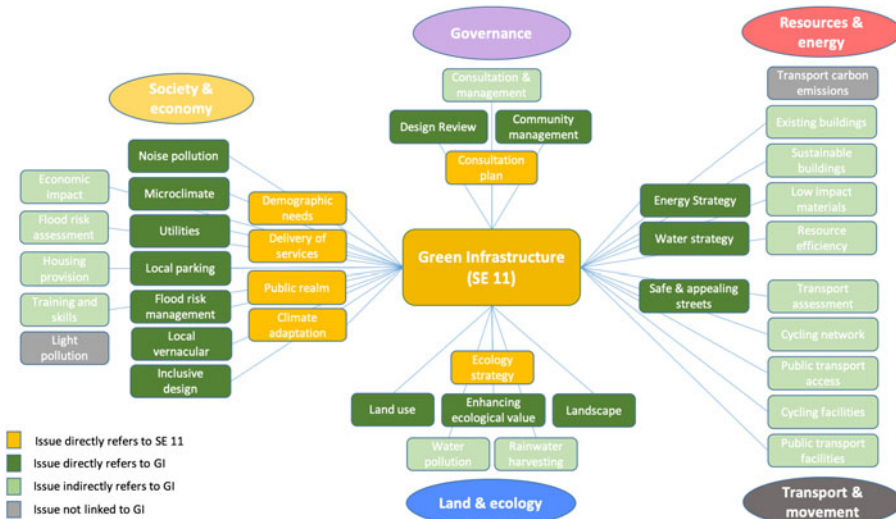 Governance
Resources &
energy
Society &
economy
Consultation &
management
Transport carbon
emissions
Design Review
Community
management
Existing buildings
Noise pollution
Consultation
plan
Sustainable
buildings
Economic
impact
Microclimate
Demographic
needs
Energy Strategy
Low impact
materials
Flood risk
assessment
Utilities
Delivery of
services
Green Infrastructure
(SE 11)
Water strategy
Resource
efficiency
Housing
provision
Local parking
Public realm
Safe & appealing
streets
Transport
assessment
Training and
skills
Flood risk
management
Climate
adaptation
Cycling network
Light
pollution
Local
vernacular
Ecology
strategy
Public transport
access
Inclusive
design
Land use
Enhancing
ecological value
Landscape
Cycling facilities
Water
pollution
Rainwater
harvesting
Public transport
facilities
Issue directly refers to SE 11
Issue directly refers to GI
Issue indirectly refers to GI
Issue not linked to GI
Land & ecology
Transport &
movement